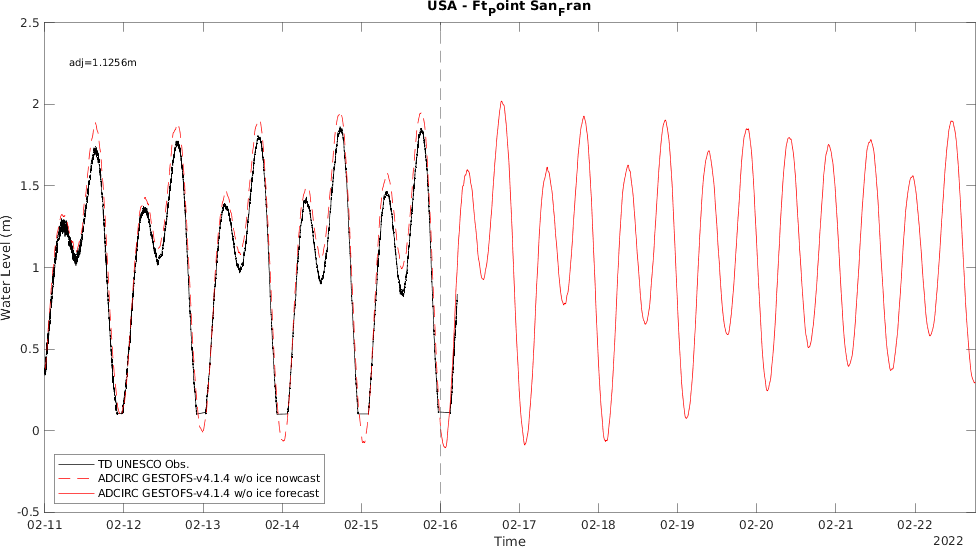 USA - FtPoint SanFran
2.5
adj=1.1256m
2
1.5
1
0.5
0
-0.5
Water Level (m)
TD UNESCO Obs.
ADCIRC GESTOFS-v4.1.4 w/o ice nowcast
ADCIRC GESTOFS-v4.1.4 w/o ice forecast
02-11 02-12 02-13 02-14 02-15 02-16 02-17 02-18 02-19 02-20 02-21 02-22
Time
2022